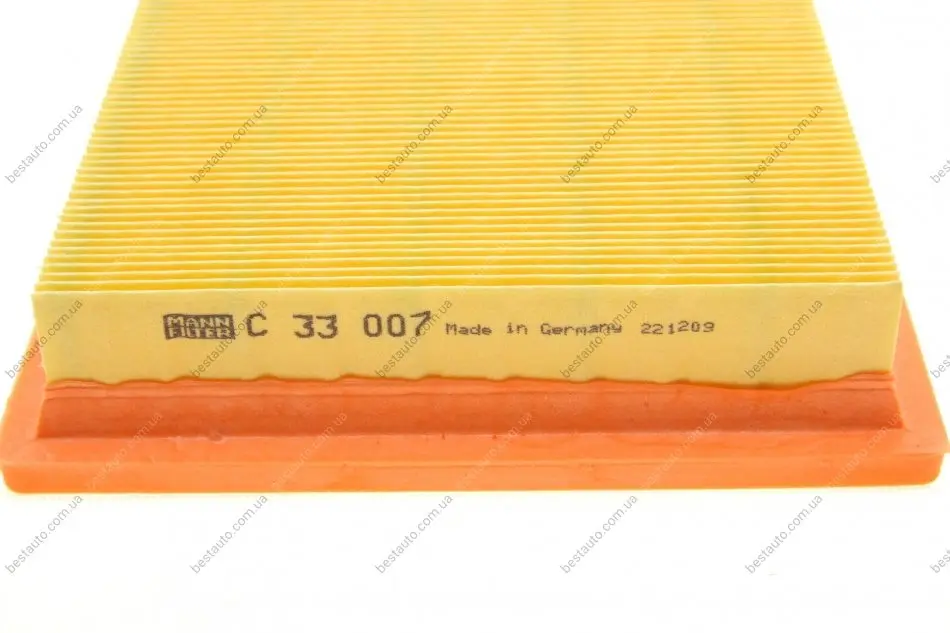 MANN
FILTER
C 33 007 Made in Germany 221209
bestauto.com.ua